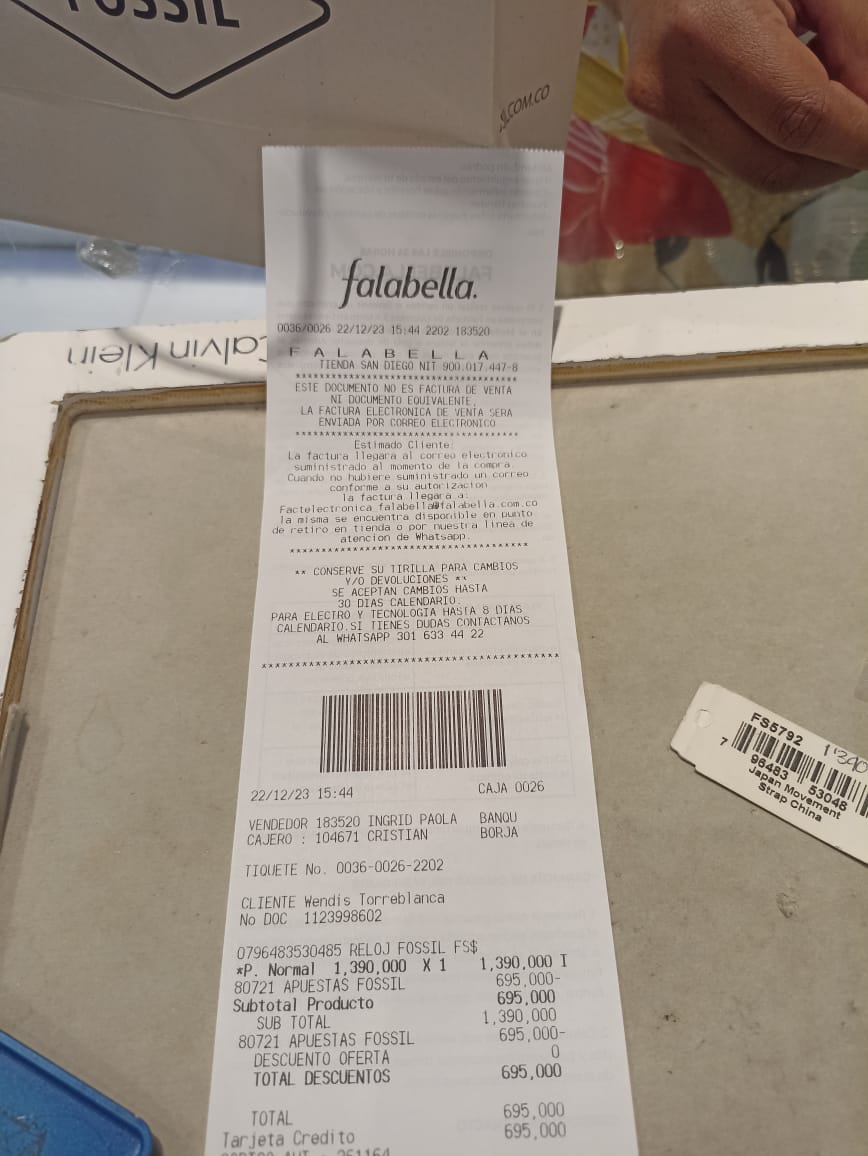 FOSSIL
.COM.CO
falabella.
0036/0026 22/12/23 15:44 2202 183520
F A L A B E L L A
TIENDA SAN DIEGO NIT 900.017.447-8
***************************************
ESTE DOCUMENTO NO ES FACTURA DE VENTA
NI DOCUMENTO EQUIVALENTE,
LA FACTURA ELECTRONICA DE VENTA SERA
ENVIADA POR CORREO ELECTRONICO
***************************************
Estimado Cliente:
La factura llegara al correo electronico
suministrado al momento de la compra.
Cuando no hubiere suministrado un correo
conforme a su autorizacion
la factura llegara a:
Factelectronica_falabella@falabella.com.co
la misma se encuentra disponible en punto
de retiro en tienda o por nuestra linea de
atencion de Whatsapp.
***************************************
** CONSERVE SU TIRILLA PARA CAMBIOS
Y/O DEVOLUCIONES **
SE ACEPTAN CAMBIOS HASTA
30 DIAS CALENDARIO.
PARA ELECTRO Y TECNOLOGIA HASTA 8 DIAS
CALENDARIO.SI TIENES DUDAS CONTACTANOS
AL WHATSAPP 301 633 44 22
***********************************************
22/12/23 15:44 CAJA 0026
VENDEDOR 183520 INGRID PAOLA BANQU
CAJERO : 104671 CRISTIAN BORJA
TIQUETE No. 0036-0026-2202
CLIENTE Wendis Torreblanca
No DOC 1123998602
0796483530485 RELOJ FOSSIL FS$
*P. Normal 1,390,000 X 1 1,390,000 I
80721 APUESTAS FOSSIL 695,000-
Subtotal Producto 695,000
SUB TOTAL 1,390,000
80721 APUESTAS FOSSIL 695,000-
DESCUENTO OFERTA 0
TOTAL DESCUENTOS 695,000
TOTAL 695,000
Tarjeta Credito 695,000
Calvin Klein
FS5792
1'390
7 96483 53048
Japan Movement
Strap China